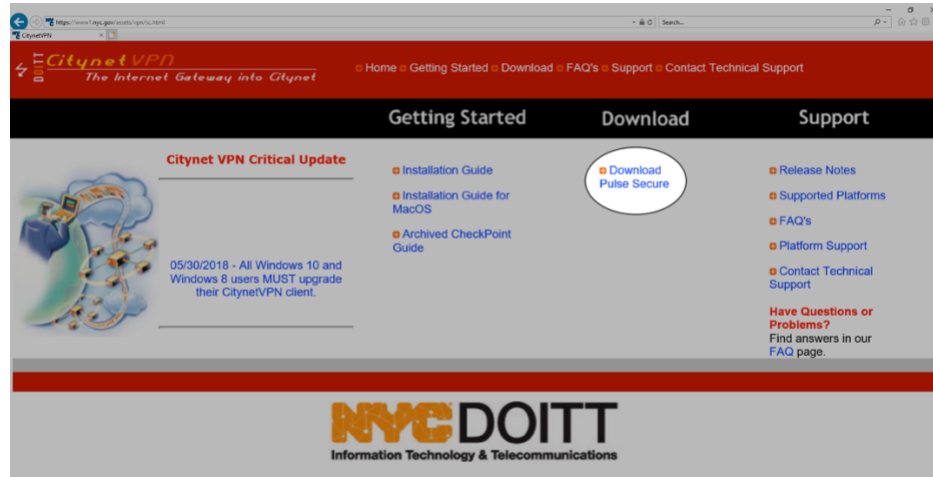 https://www1.nyc.gov/assets/vpn/sc.html
Search...
CitynetVPN
DOITT
Citynet VPN
The Internet Gateway into Citynet
Home Getting Started Download FAQ's Support Contact Technical Support
Getting Started
Download
Support
Citynet VPN Critical Update
05/30/2018 - All Windows 10 and
Windows 8 users MUST upgrade
their CitynetVPN client.
Installation Guide
Installation Guide for
MacOS
Archived CheckPoint
Guide
Download
Pulse Secure
Release Notes
Supported Platforms
FAQ's
Platform Support
Contact Technical
Support
Have Questions or
Problems?
Find answers in our
FAQ page.
NYC DOITT
Information Technology & Telecommunications